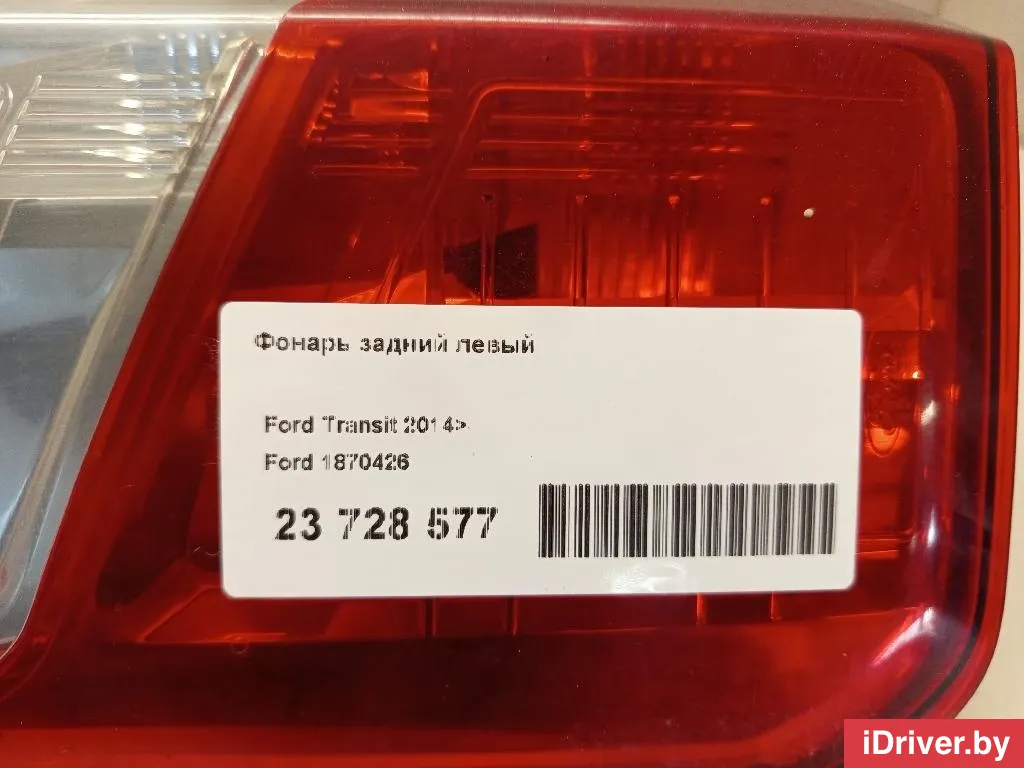 Фонарь задний левый
Ford Transit 2014>
Ford 1870426
23 728 577
iDriver.by